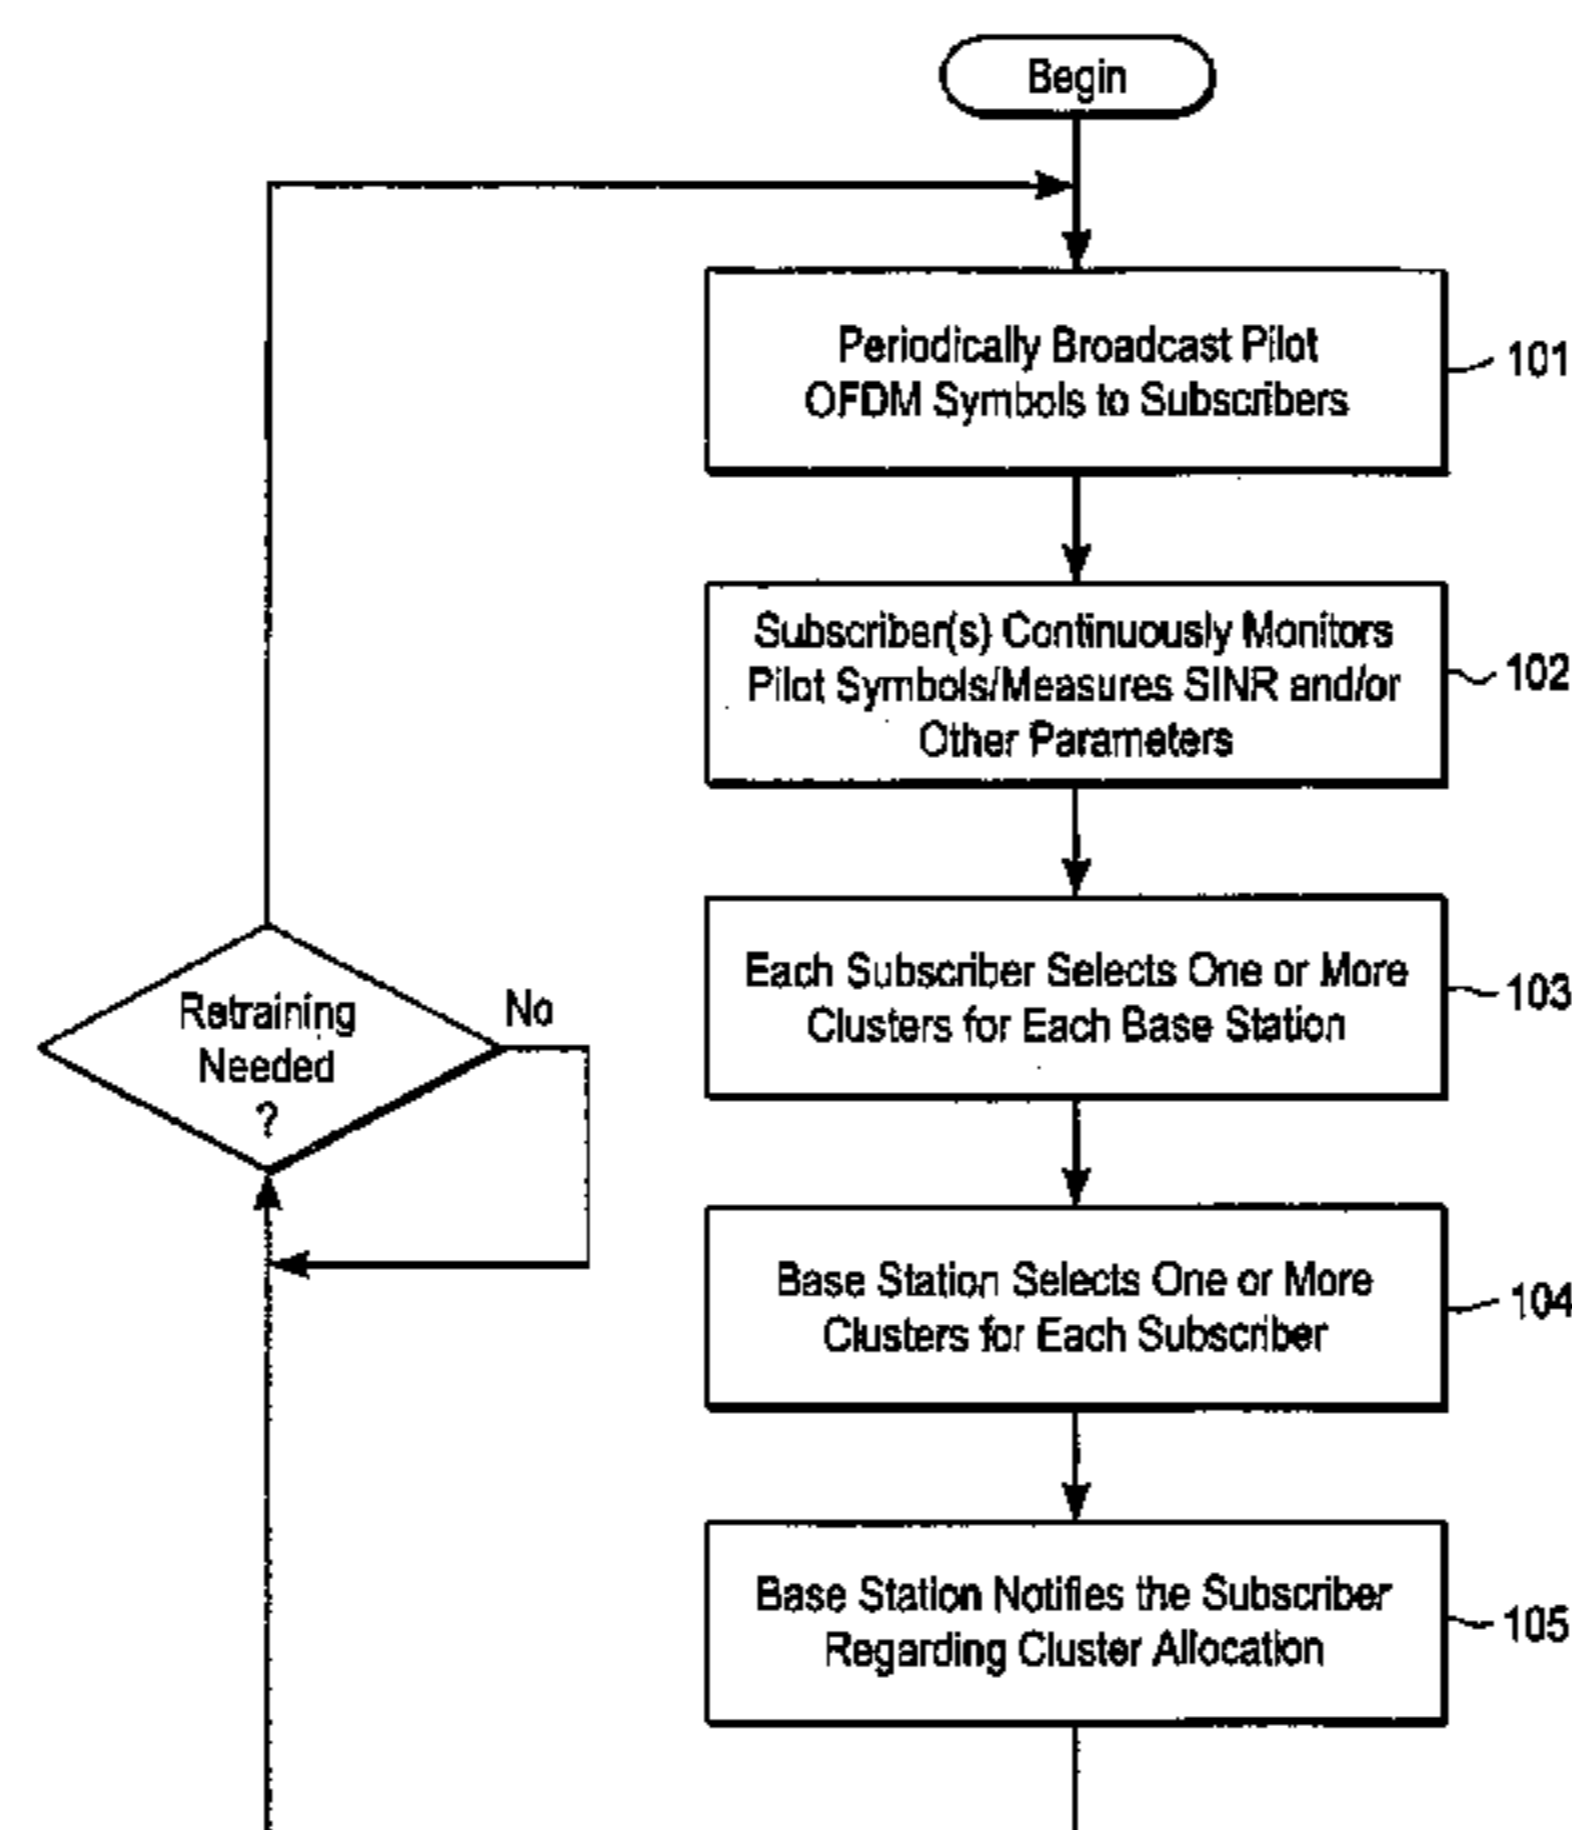 Begin
Periodically Broadcast Pilot
OFDM Symbols to Subscribers
101
Subscriber(s) Continuously Monitors
Pilot Symbols/Measures SINR and/or
Other Parameters
102
Each Subscriber Selects One or More
Clusters for Each Base Station
103
Retraining
Needed
?
No
Base Station Selects One or More
Clusters for Each Subscriber
104
Base Station Notifies the Subscriber
Regarding Cluster Allocation
105